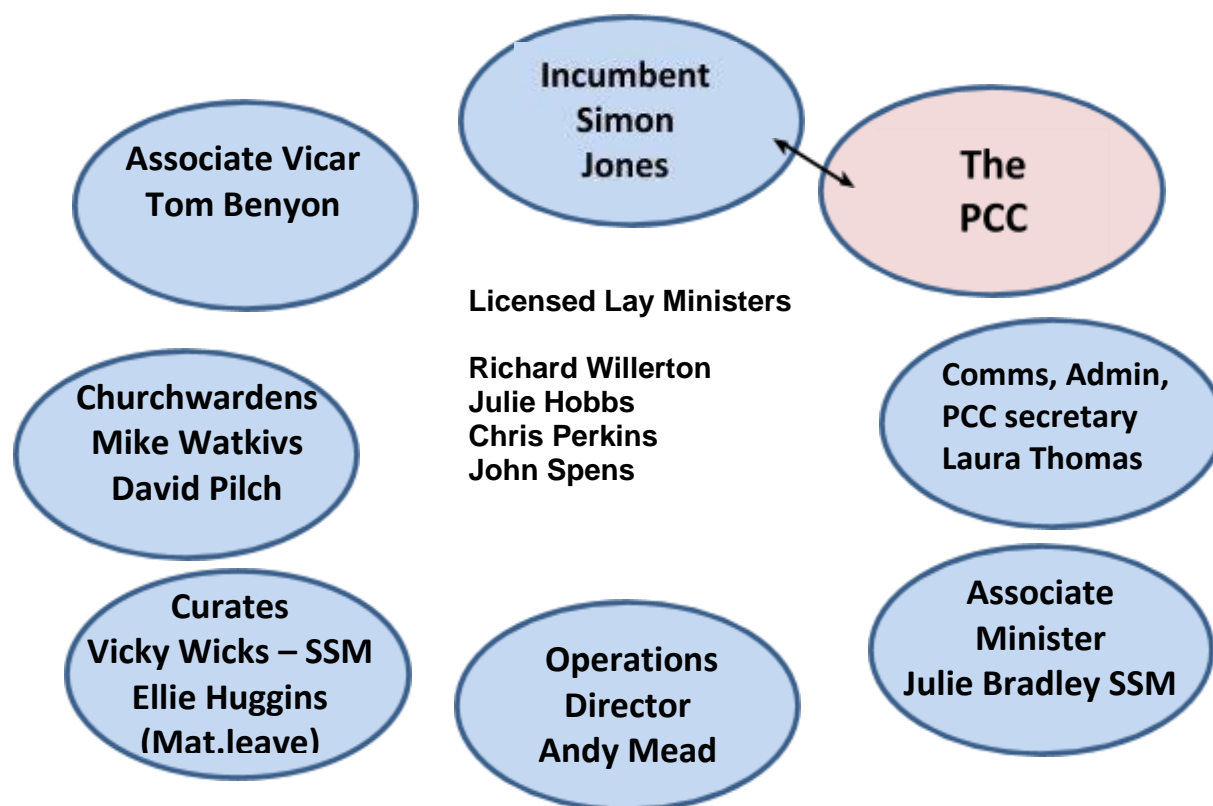 Incumbent
Simon
Jones
Associate Vicar
Tom Benyon
The
PCC
Licensed Lay Ministers
Richard Willerton
Julie Hobbs
Chris Perkins
John Spens
Churchwardens
Mike Watkivs
David Pilch
Comms, Admin,
PCC secretary
Laura Thomas
Curates
Vicky Wicks – SSM
Ellie Huggins
(Mat.leave)
Operations
Director
Andy Mead
Associate
Minister
Julie Bradley SSM